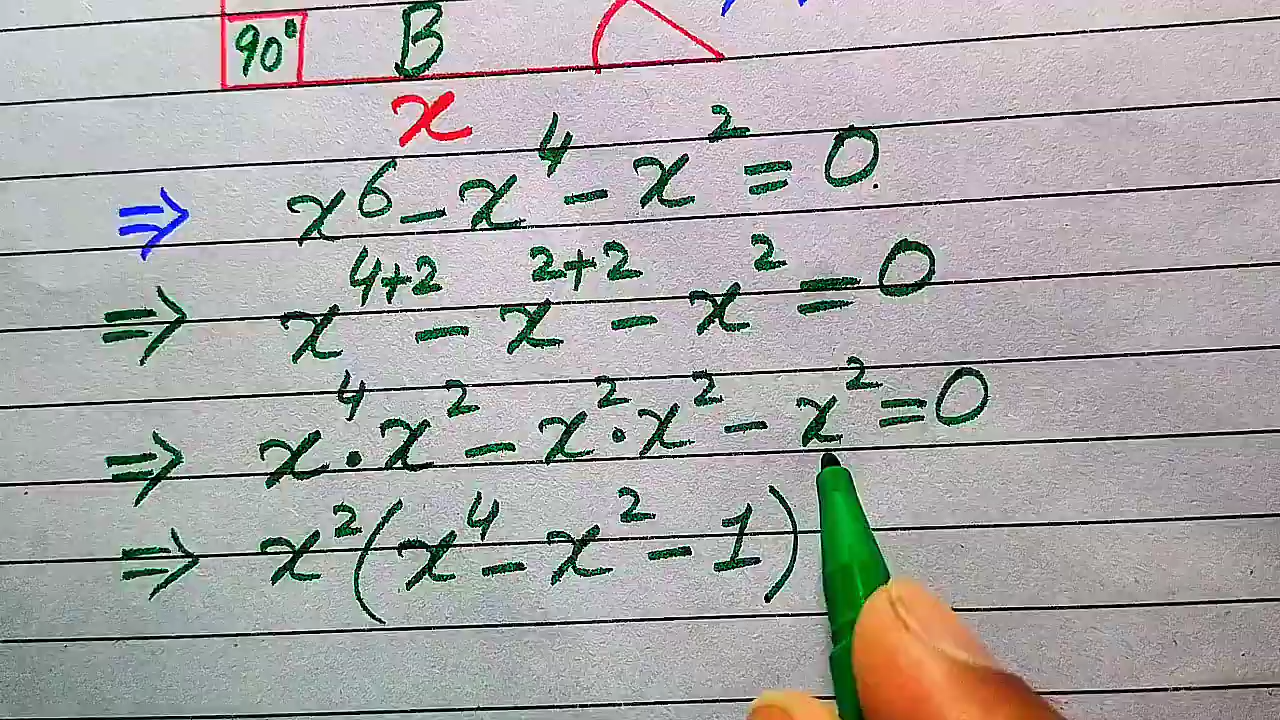 90° B
x
⇒ x⁶ - x⁴ - x² = 0
⇒ x⁴⁺² - x²⁺² - x² = 0
⇒ x⁴·x² - x²·x² - x² = 0
⇒ x²(x⁴ - x² - 1)